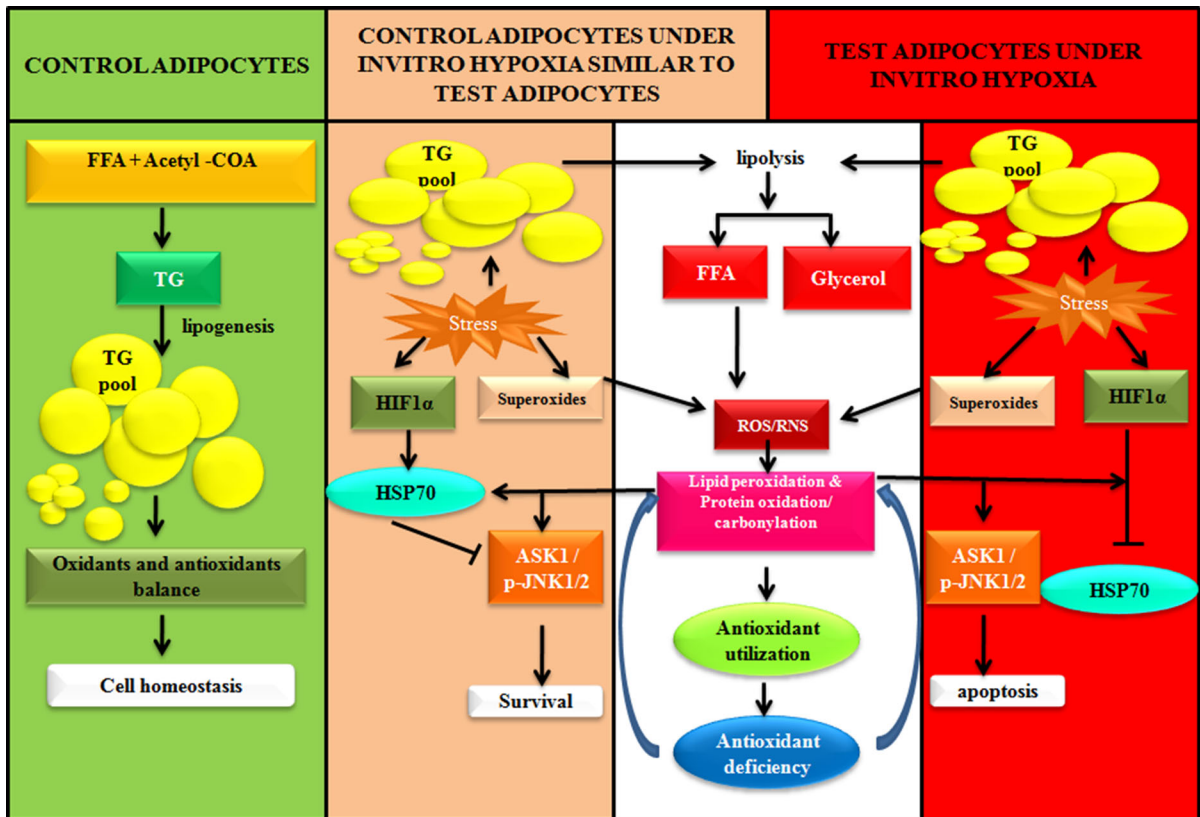 CONTROL ADIPOCYTES
CONTROL ADIPOCYTES UNDER
INVITRO HYPOXIA SIMILAR TO
TEST ADIPOCYTES
TEST ADIPOCYTES UNDER
INVITRO HYPOXIA
FFA + Acetyl -COA
TG
lipogenesis
TG
pool
Oxidants and antioxidants
balance
Cell homeostasis
TG
pool
Stress
HIF1α
Superoxides
HSP70
ASK1 /
p-JNK1/2
Survival
lipolysis
FFA
Glycerol
ROS/RNS
Lipid peroxidation &
Protein oxidation/
carbonylation
Antioxidant
utilization
Antioxidant
deficiency
TG
pool
Stress
Superoxides
HIF1α
ASK1 /
p-JNK1/2
HSP70
apoptosis